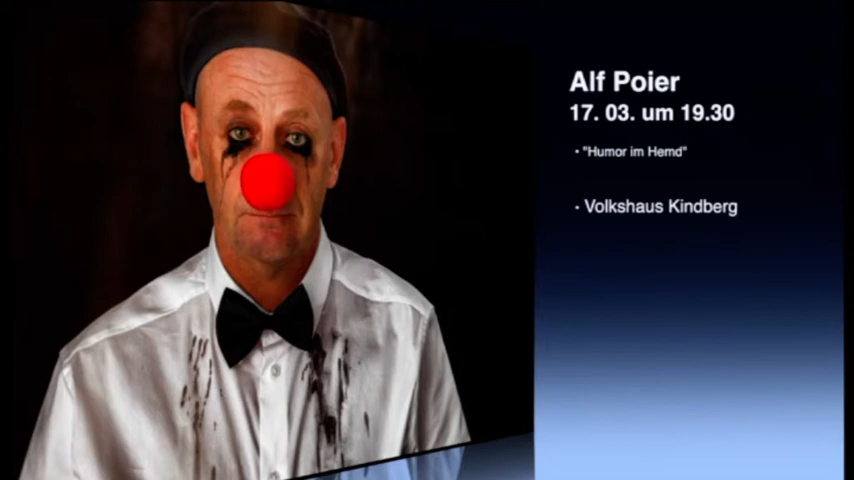 Alf Poier
17. 03. um 19.30
• "Humor im Hemd"
• Volkshaus Kindberg